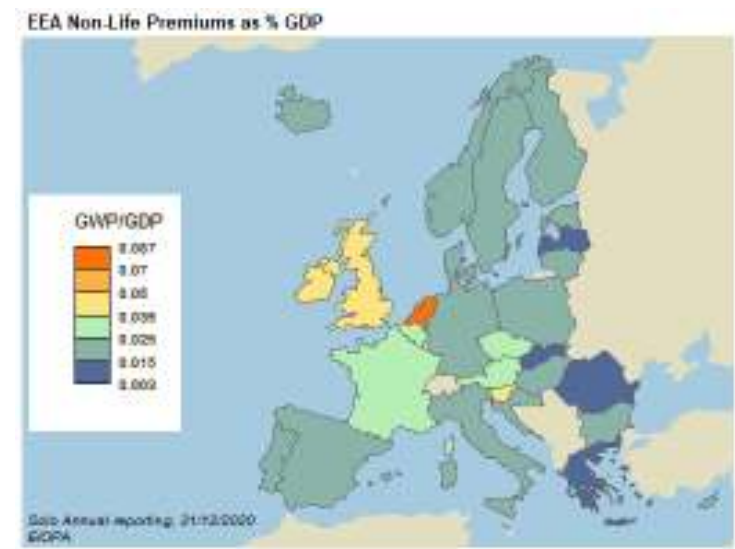 EEA Non-Life Premiums as % GDP
GWP/GDP
0.087
0.07
0.05
0.035
0.025
0.015
0.003
Solo Annual reporting: 31/12/2020
EIOPA